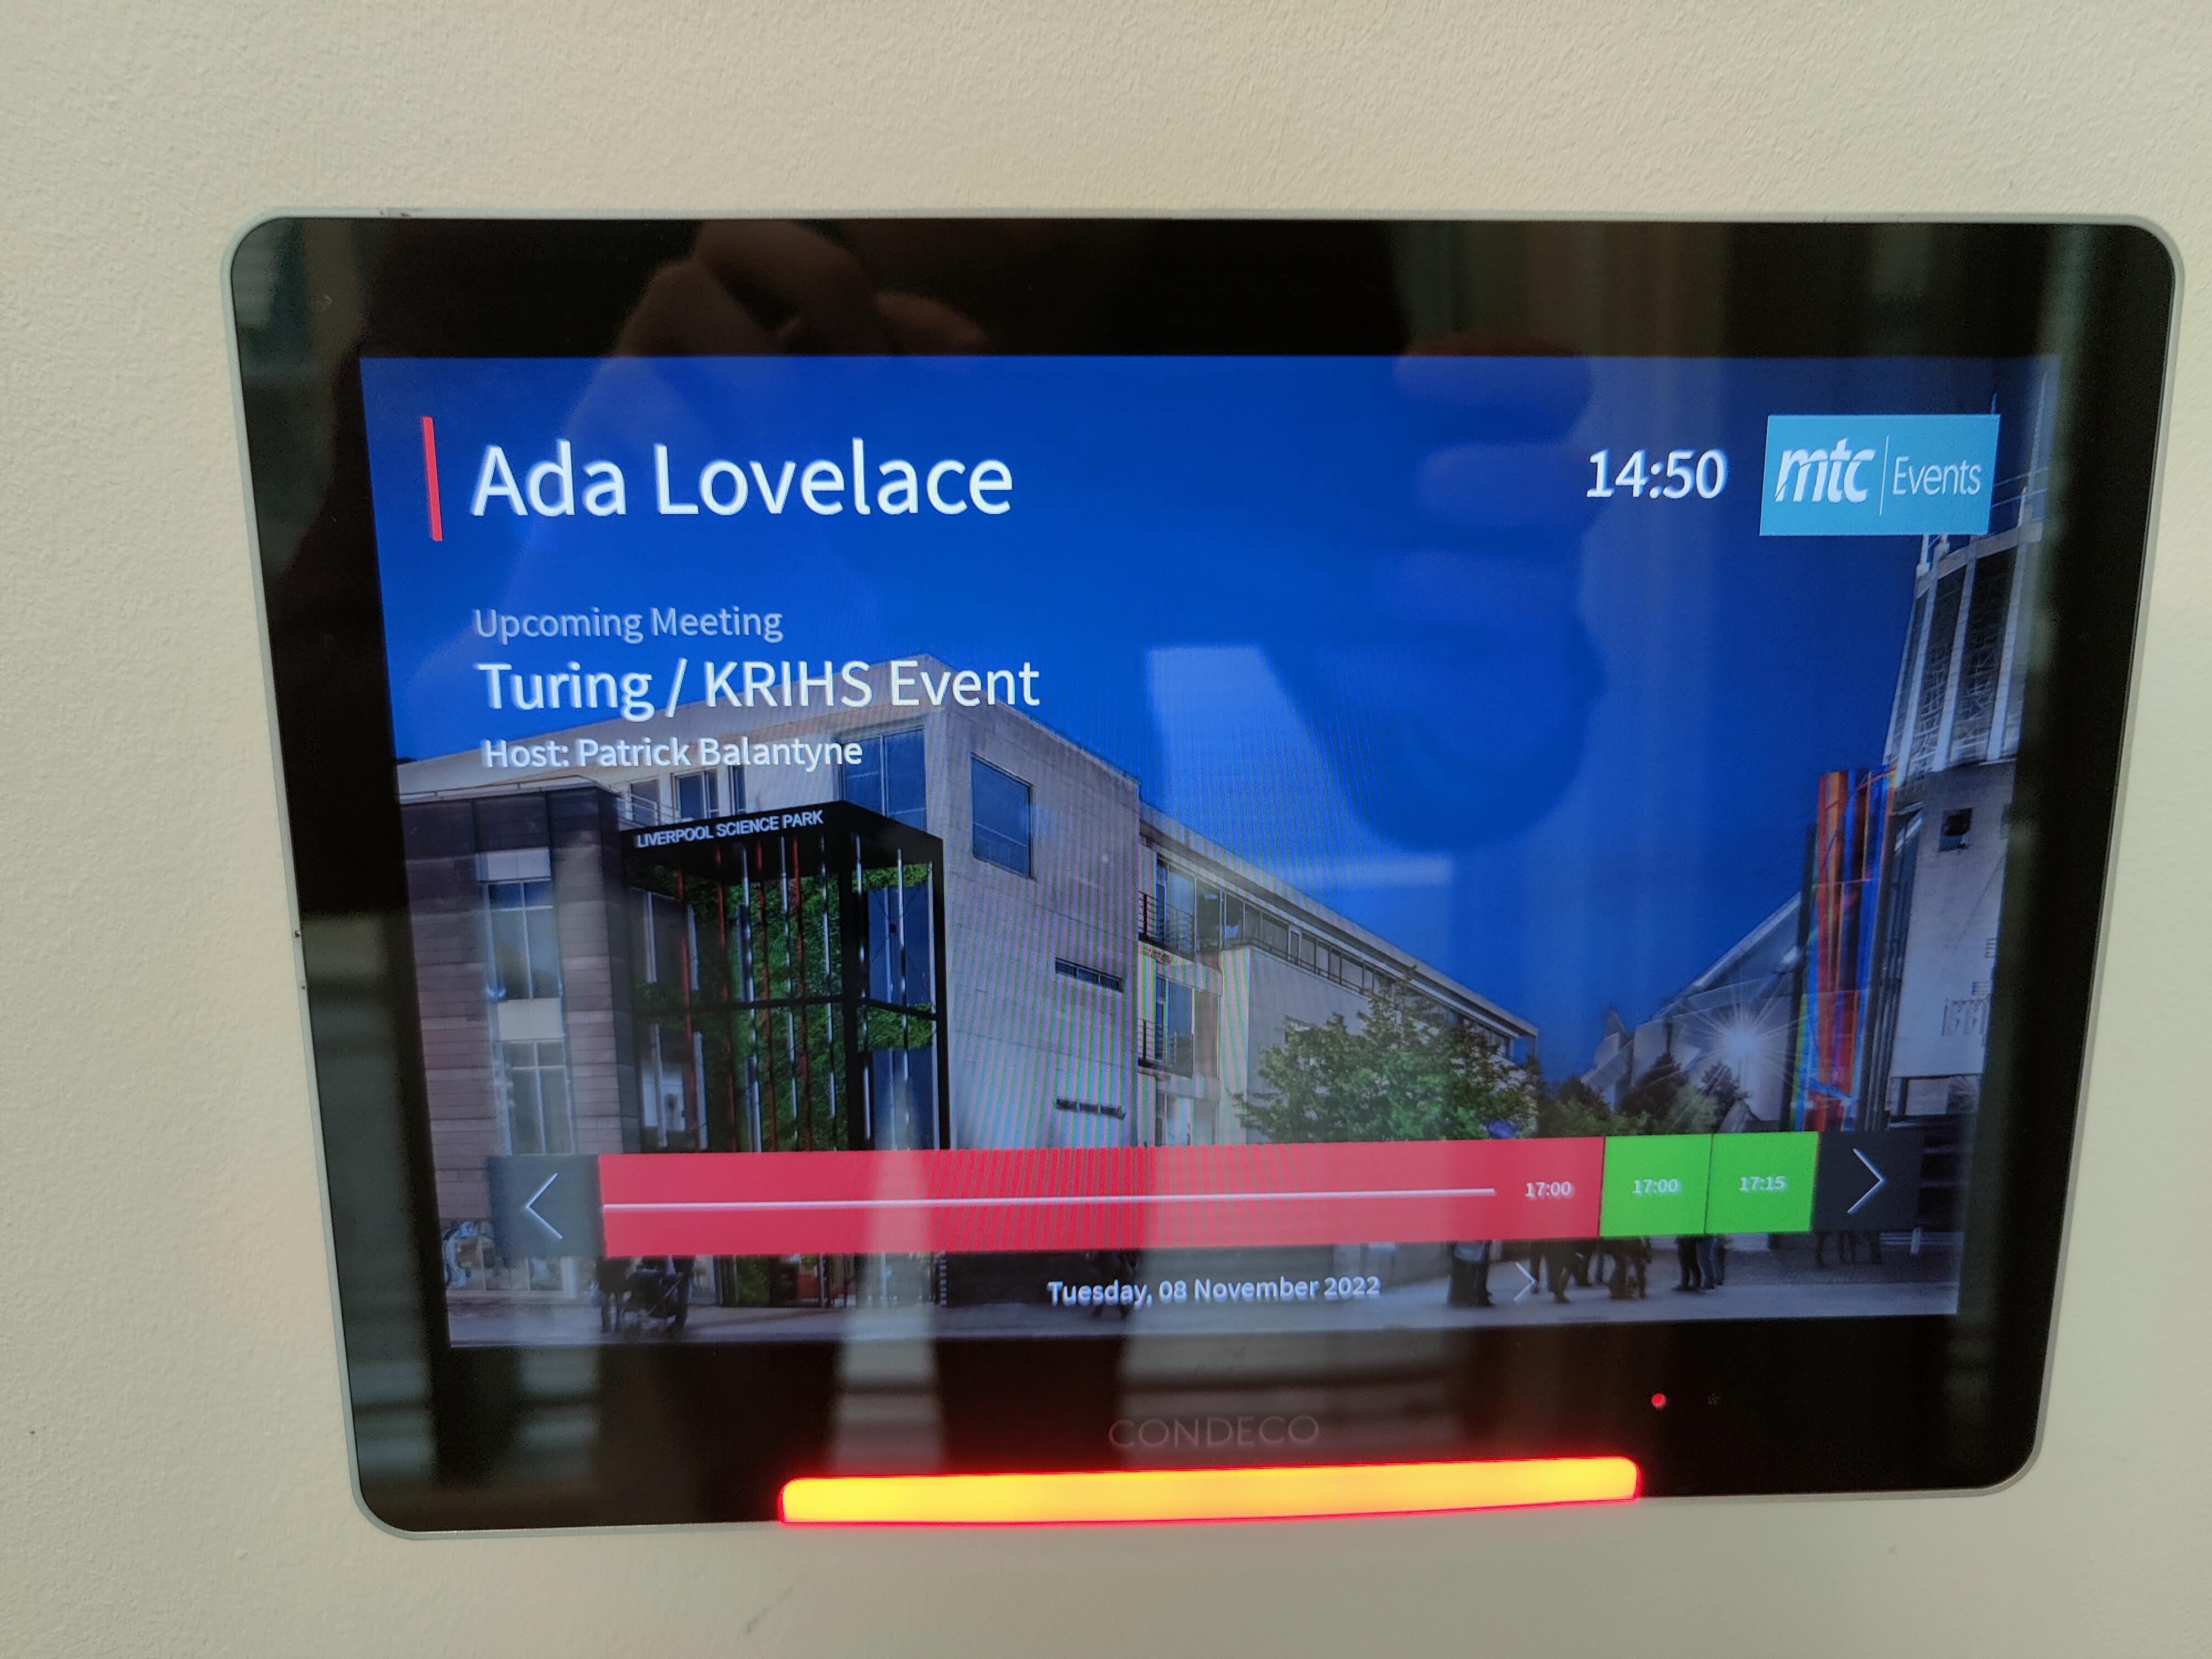 Ada Lovelace
14:50
mtc | Events
Upcoming Meeting
Turing / KRIHS Event
Host: Patrick Balantyne
LIVERPOOL SCIENCE PARK
17:00
17:00
17:15
Tuesday, 08 November 2022
CONDECO